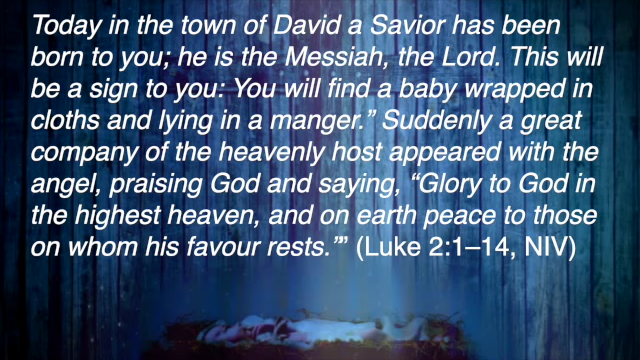 Today in the town of David a Savior has been
born to you; he is the Messiah, the Lord. This will
be a sign to you: You will find a baby wrapped in
cloths and lying in a manger.” Suddenly a great
company of the heavenly host appeared with the
angel, praising God and saying, “Glory to God in
the highest heaven, and on earth peace to those
on whom his favour rests.”’ (Luke 2:1–14, NIV)